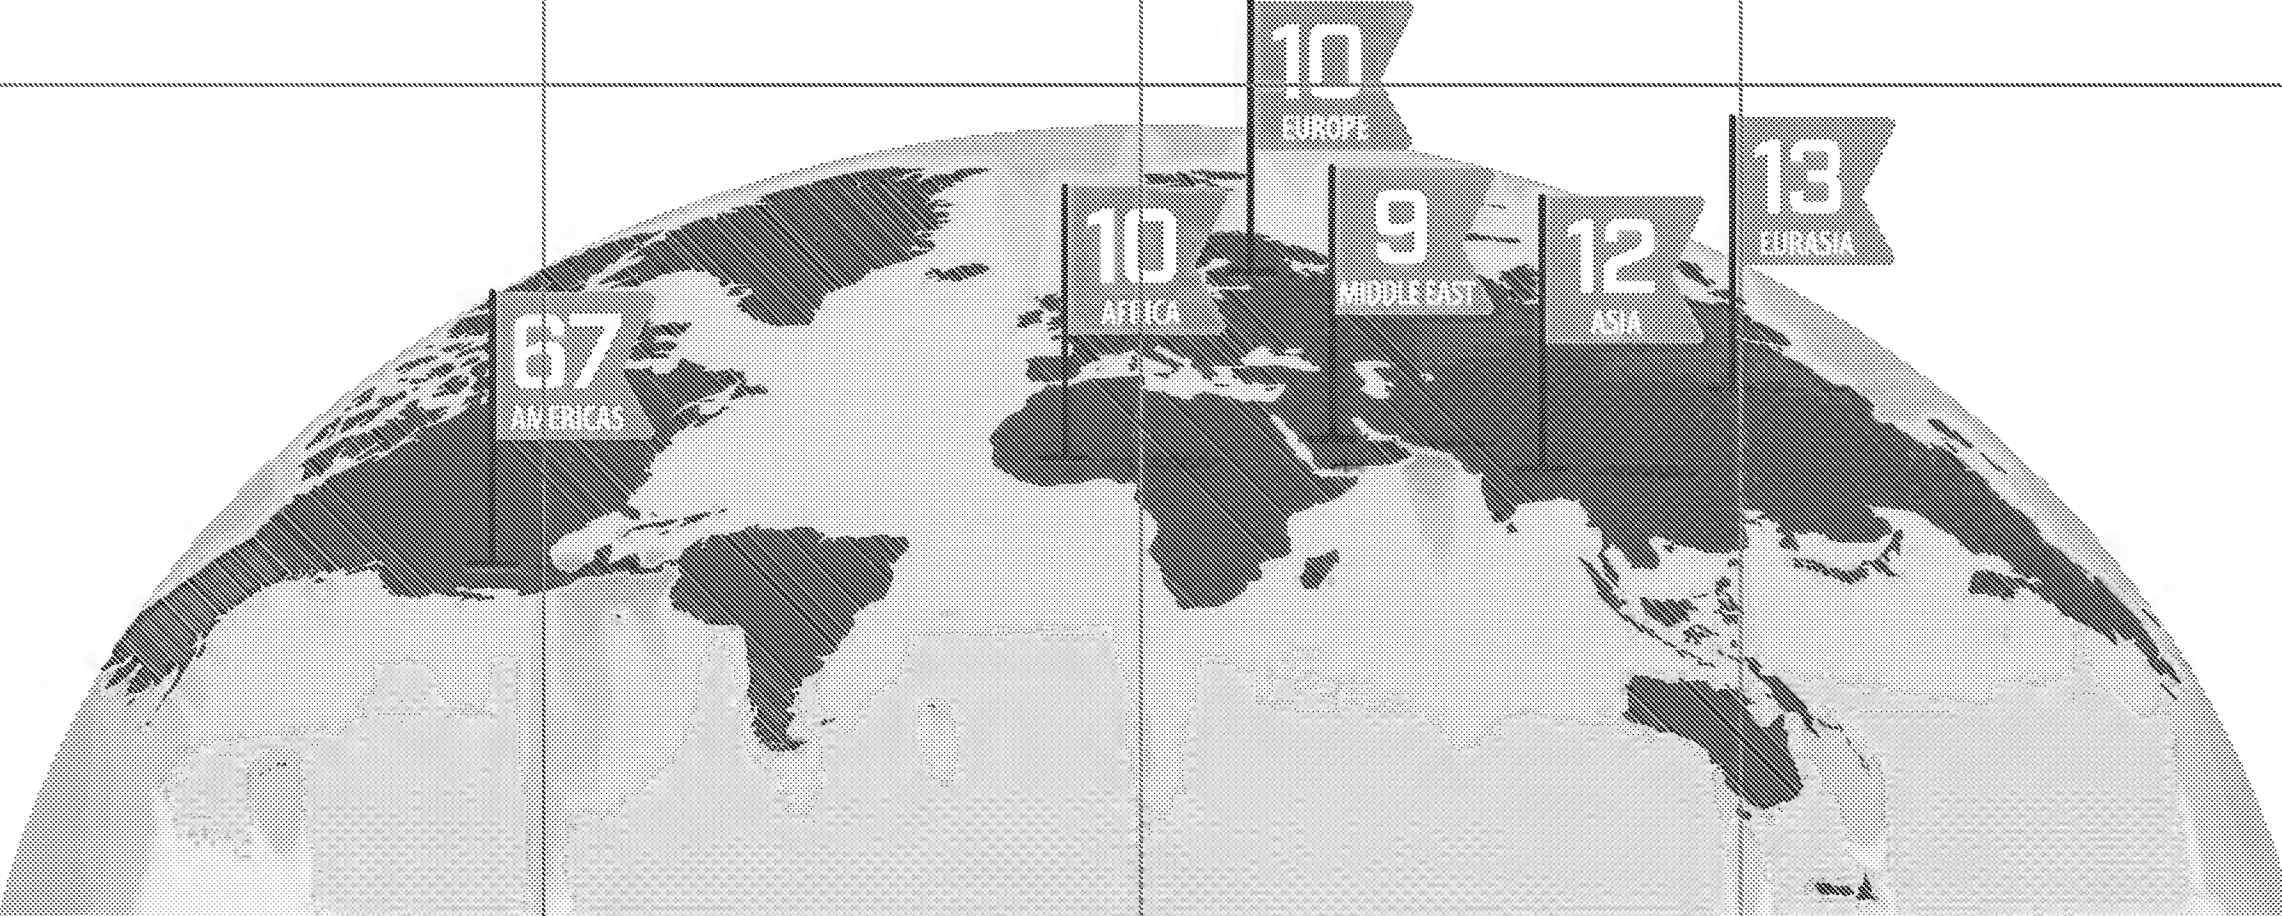 10
EUROPE
13
EURASIA
9
MIDDLE EAST
10
AFRICA
12
ASIA
67
AMERICAS